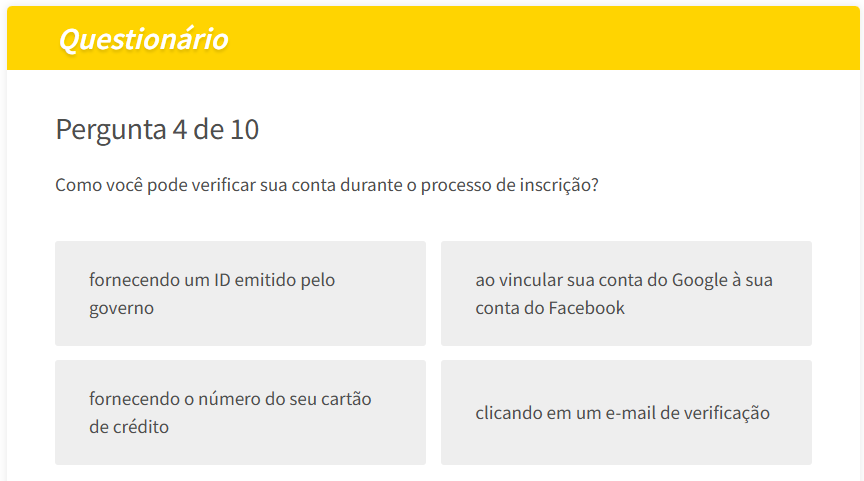 Questionário
Pergunta 4 de 10
Como você pode verificar sua conta durante o processo de inscrição?
fornecendo um ID emitido pelo
governo
ao vincular sua conta do Google à sua
conta do Facebook
fornecendo o número do seu cartão
de crédito
clicando em um e-mail de verificação